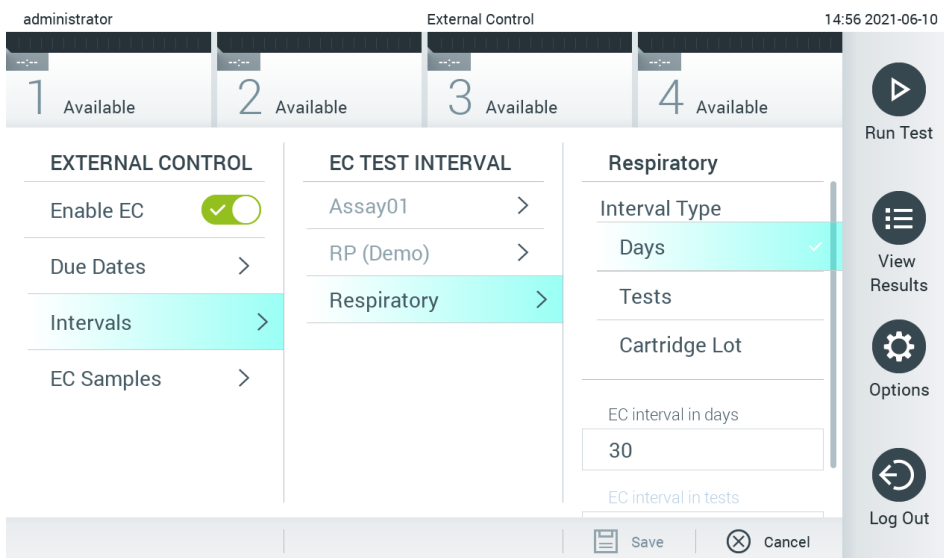 administrator
External Control
14:56 2021-06-10
--:--
1 Available
--:--
2 Available
--:--
3 Available
--:--
4 Available
Run Test
View
Results
Options
Log Out
EXTERNAL CONTROL
Enable EC
Due Dates
Intervals
EC Samples
EC TEST INTERVAL
Assay01
RP (Demo)
Respiratory
Respiratory
Interval Type
Days
Tests
Cartridge Lot
EC interval in days
30
EC interval in tests
Save
Cancel